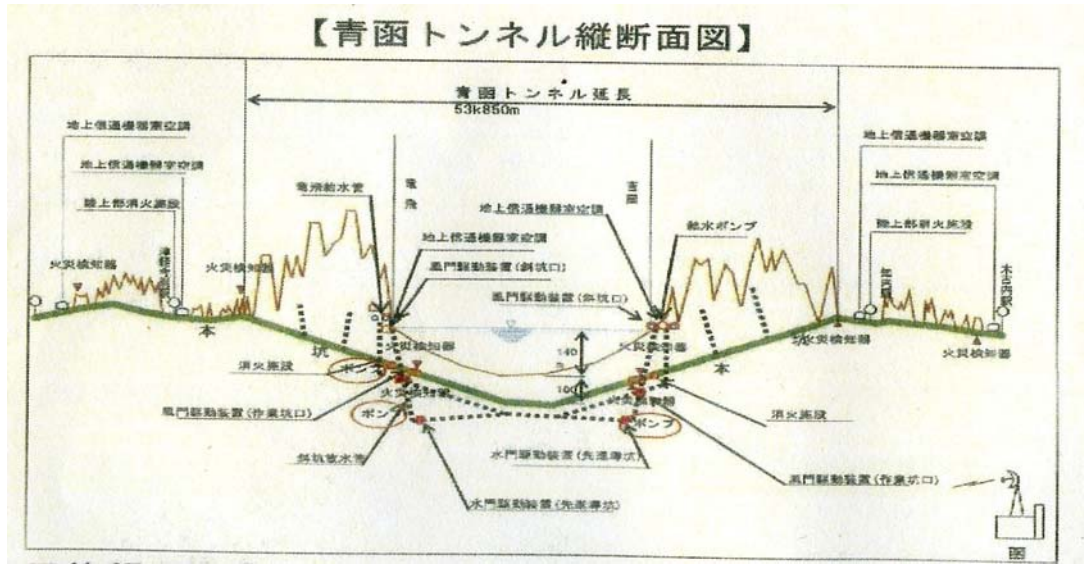 【青函トンネル縦断面図】
青函トンネル延長
53k850m
地上信通機器室空調
地上信通機器室空調
陸上部消火施設
火災検知器
火災検知器
竜飛給水管
竜飛
地上信通機器室空調
風門駆動装置(斜坑口)
吉岡
地上信通機器室空調
給水ポンプ
風門駆動装置(斜坑口)
地上信通機器室空調
地上信通機器室空調
陸上部消火施設
木古内駅
本
坑
火災検知器
140
m
100
火災検知器
本
坑
火災検知器
火災検知器
消火施設
ポンプ
火災検知器
火災検知器
消火施設
風門駆動装置(作業坑口)
ポンプ
ポンプ
斜坑
水門駆動装置(先進導坑)
風門駆動装置(作業坑口)
水門駆動装置(先進導坑)
函